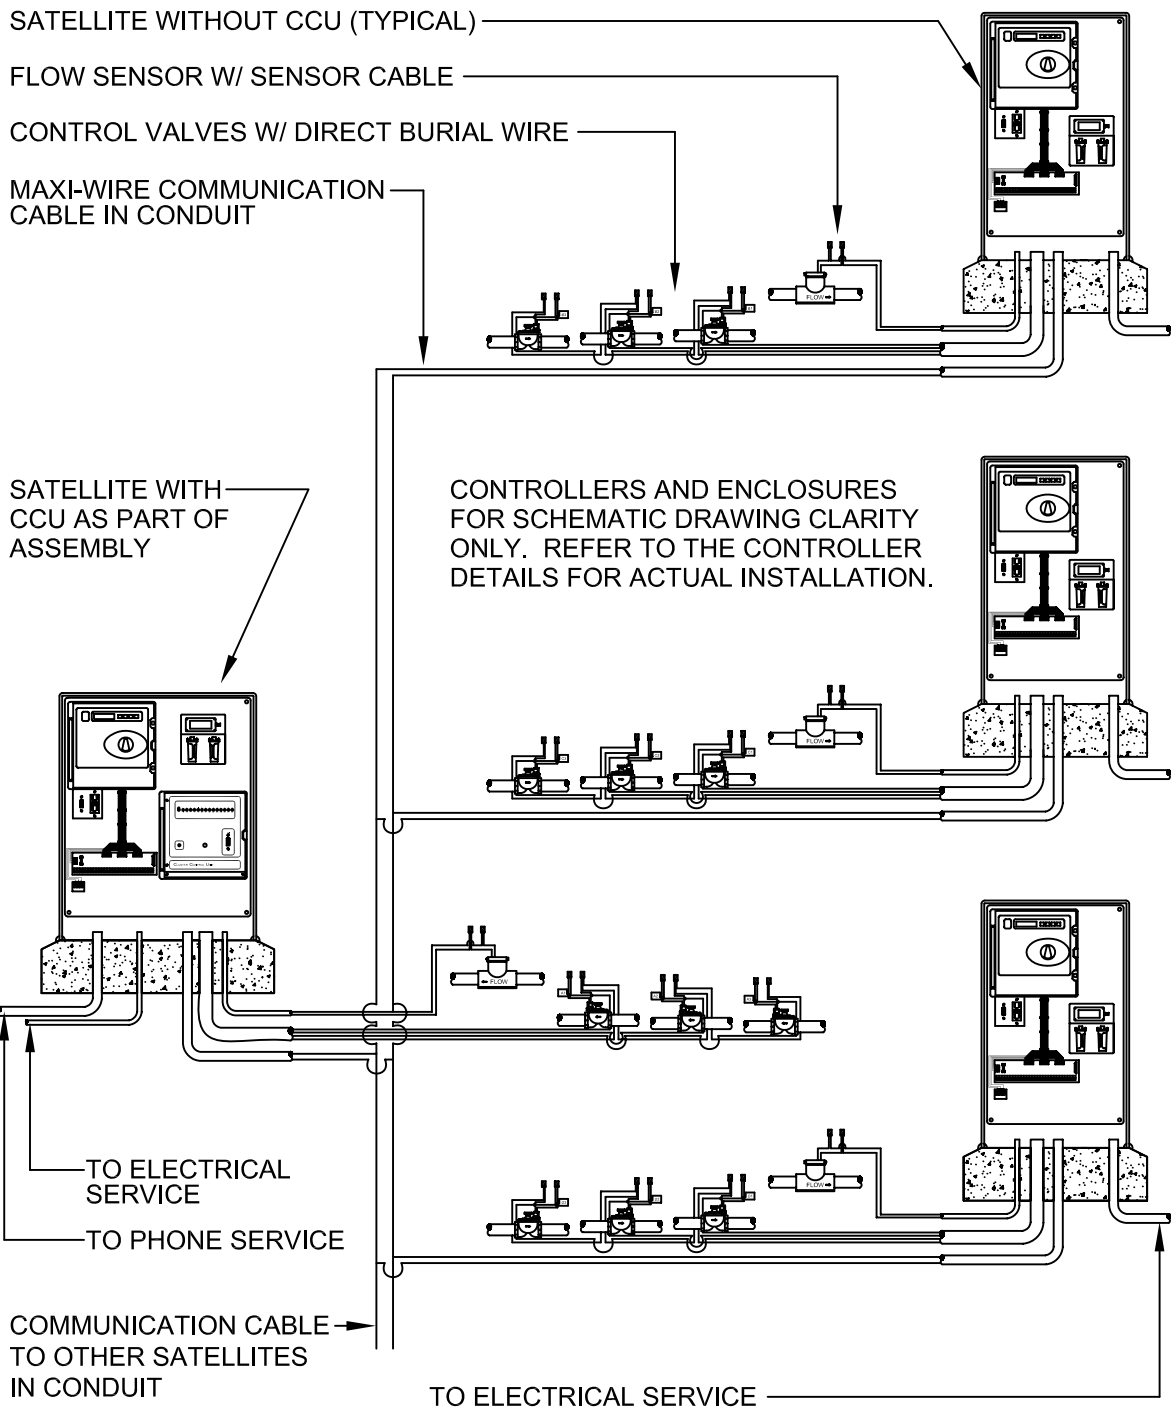 SATELLITE WITHOUT CCU (TYPICAL)
FLOW SENSOR W/ SENSOR CABLE
CONTROL VALVES W/ DIRECT BURIAL WIRE
MAXI-WIRE COMMUNICATION
CABLE IN CONDUIT
FLOW
SATELLITE WITH
CCU AS PART OF
ASSEMBLY
CONTROLLERS AND ENCLOSURES
FOR SCHEMATIC DRAWING CLARITY
ONLY. REFER TO THE CONTROLLER
DETAILS FOR ACTUAL INSTALLATION.
FLOW
FLOW
FLOW
TO ELECTRICAL
SERVICE
TO PHONE SERVICE
COMMUNICATION CABLE
TO OTHER SATELLITES
IN CONDUIT
TO ELECTRICAL SERVICE